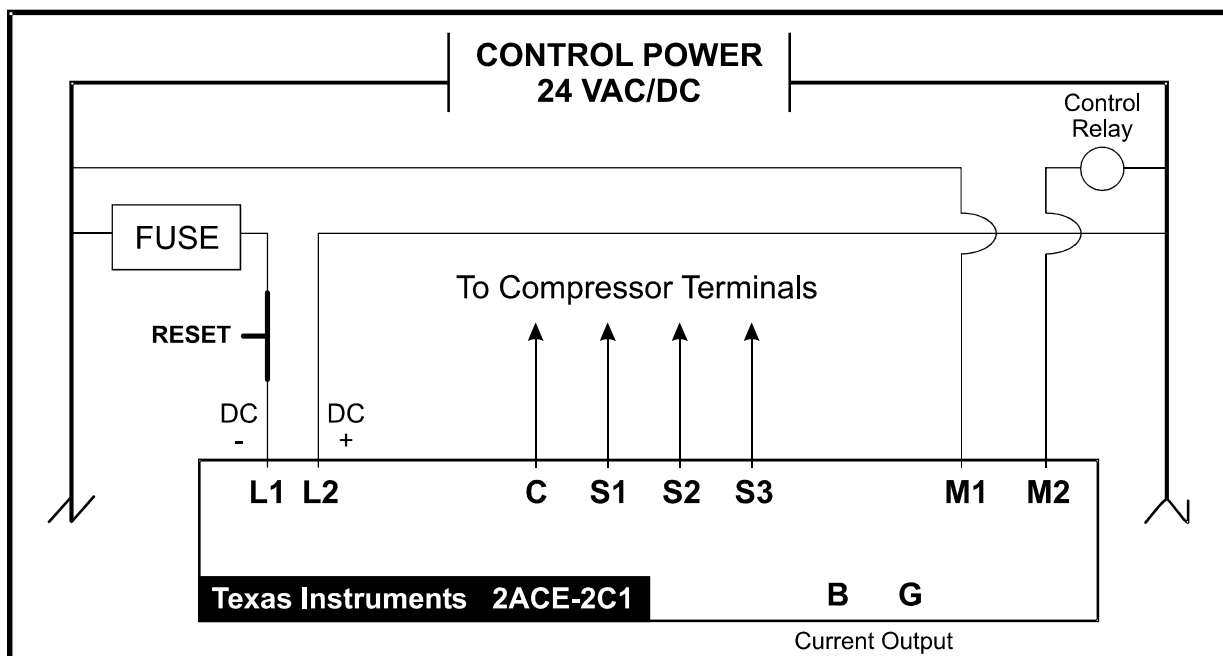 CONTROL POWER
24 VAC/DC
Control
Relay
FUSE
To Compressor Terminals
RESET
DC
-
DC
+
L1 L2 C S1 S2 S3 M1 M2
Texas Instruments 2ACE-2C1
B G
Current Output